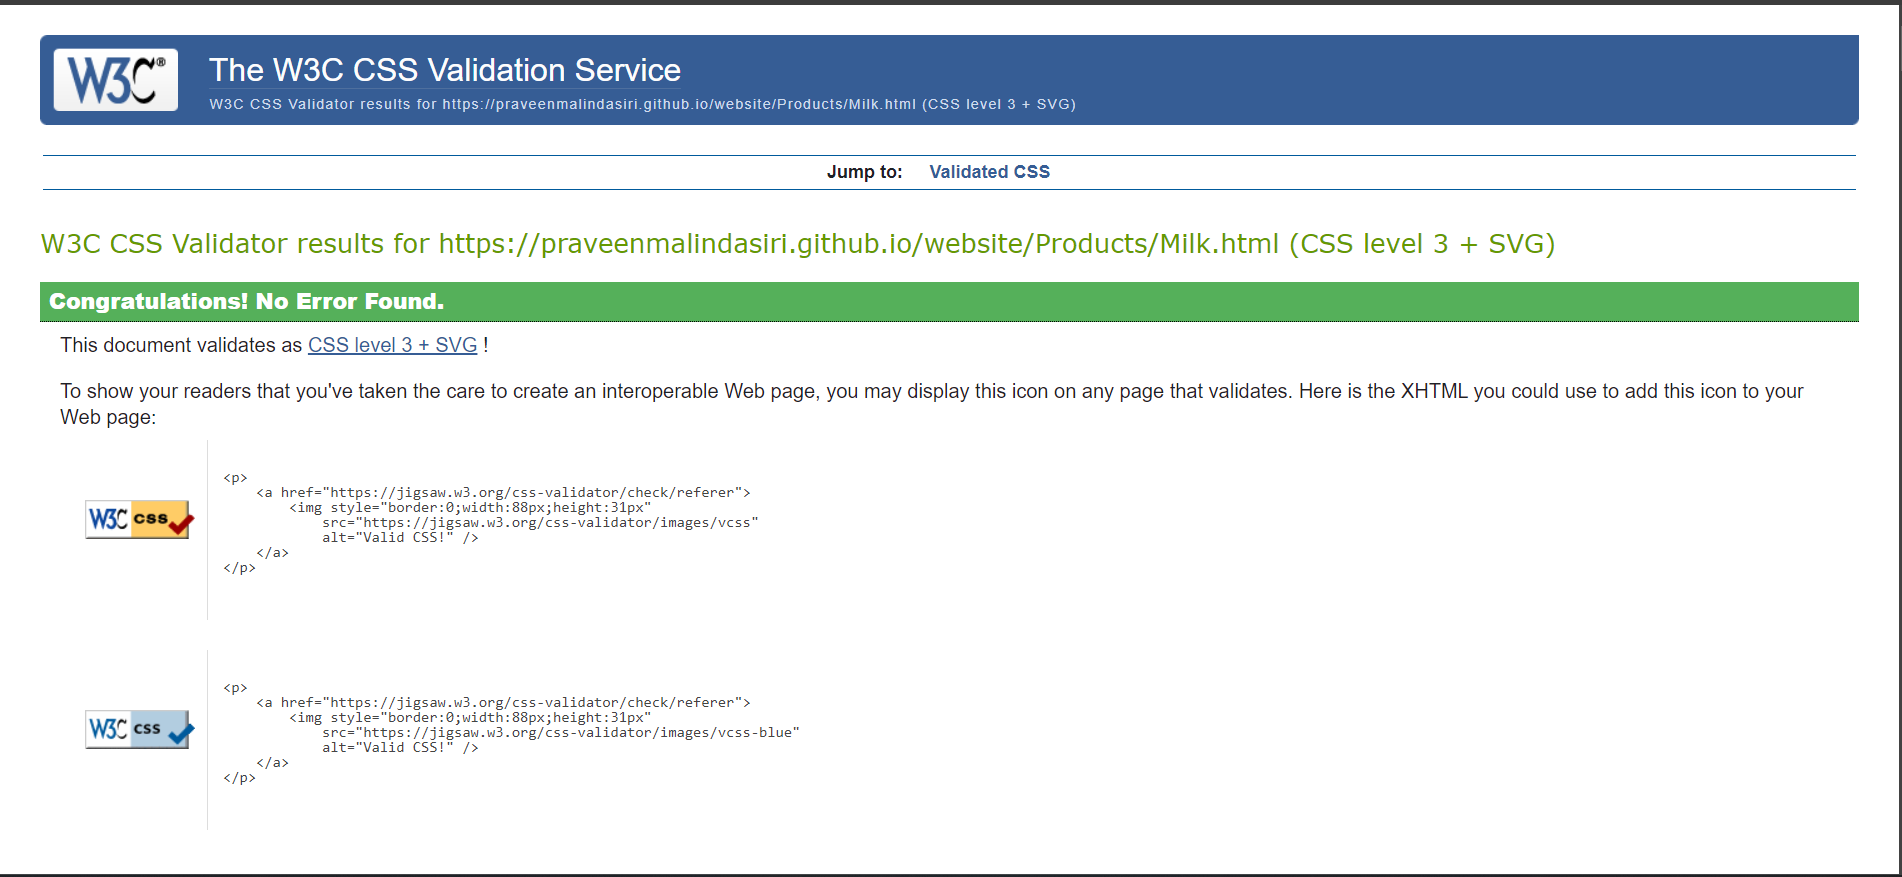 W3C®
The W3C CSS Validation Service
W3C CSS Validator results for https://praveenmalindasiri.github.io/website/Products/Milk.html (CSS level 3 + SVG)
Jump to: Validated CSS
W3C CSS Validator results for https://praveenmalindasiri.github.io/website/Products/Milk.html (CSS level 3 + SVG)
Congratulations! No Error Found.
This document validates as CSS level 3 + SVG !
To show your readers that you've taken the care to create an interoperable Web page, you may display this icon on any page that validates. Here is the XHTML you could use to add this icon to your
Web page:
W3C css
<p>
    <a href="https://jigsaw.w3.org/css-validator/check/referer">
        <img style="border:0;width:88px;height:31px"
            src="https://jigsaw.w3.org/css-validator/images/vcss"
            alt="Valid CSS!" />
    </a>
</p>
W3C css
<p>
    <a href="https://jigsaw.w3.org/css-validator/check/referer">
        <img style="border:0;width:88px;height:31px"
            src="https://jigsaw.w3.org/css-validator/images/vcss-blue"
            alt="Valid CSS!" />
    </a>
</p>